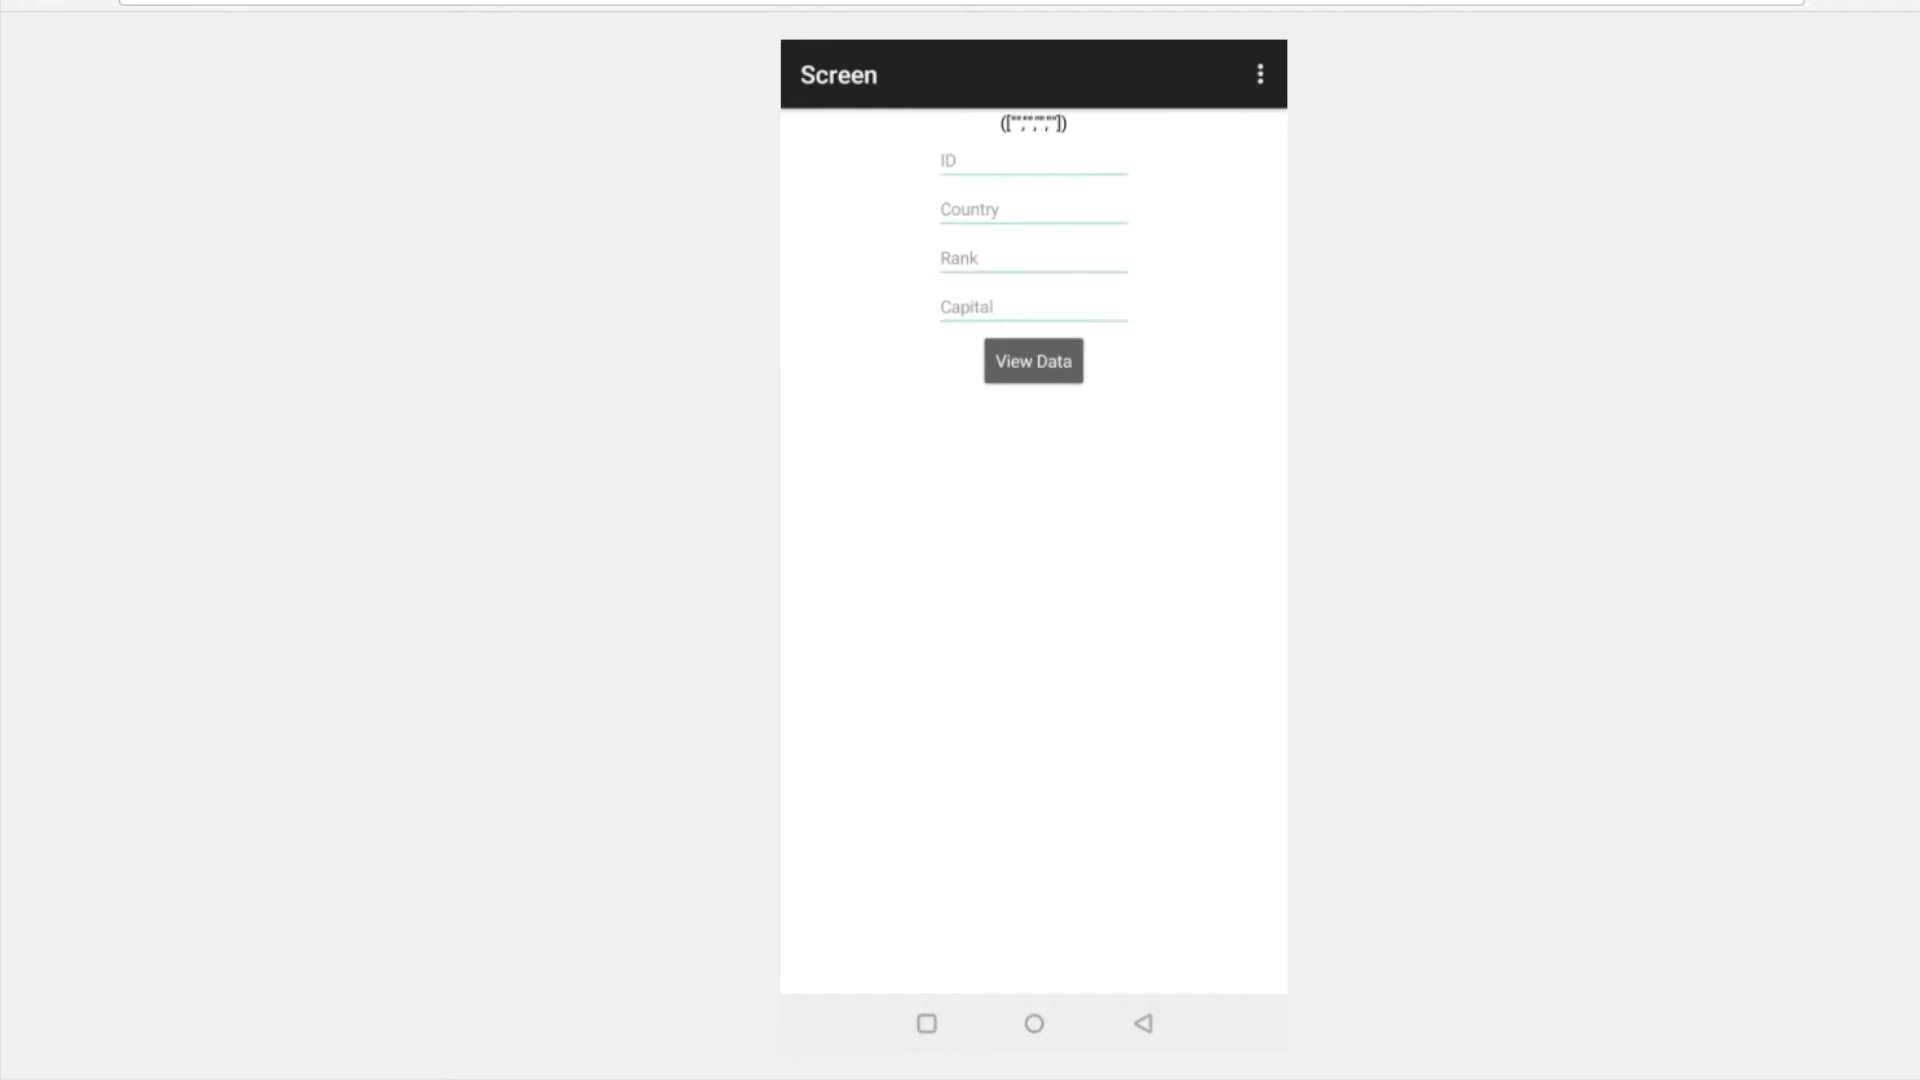 Screen
(["","","",""])
ID
Country
Rank
Capital
View Data